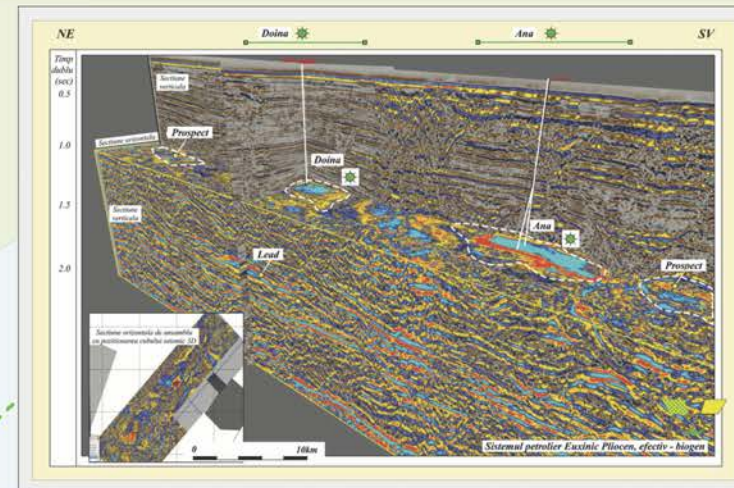 NE
Doina
Ana
SV
Timp
dublu
(sec)
0.5
1.0
1.5
2.0
Sectiune
verticala
Sectiune orizontala
Prospect
Sectiune
verticala
Doina
Ana
Lead
Prospect
Sectiune orizontala de ansamblu
cu pozitionarea cubului seismic 3D
0 10km
Sistemul petrolier Euxinic Pliocen, efectiv - biogen